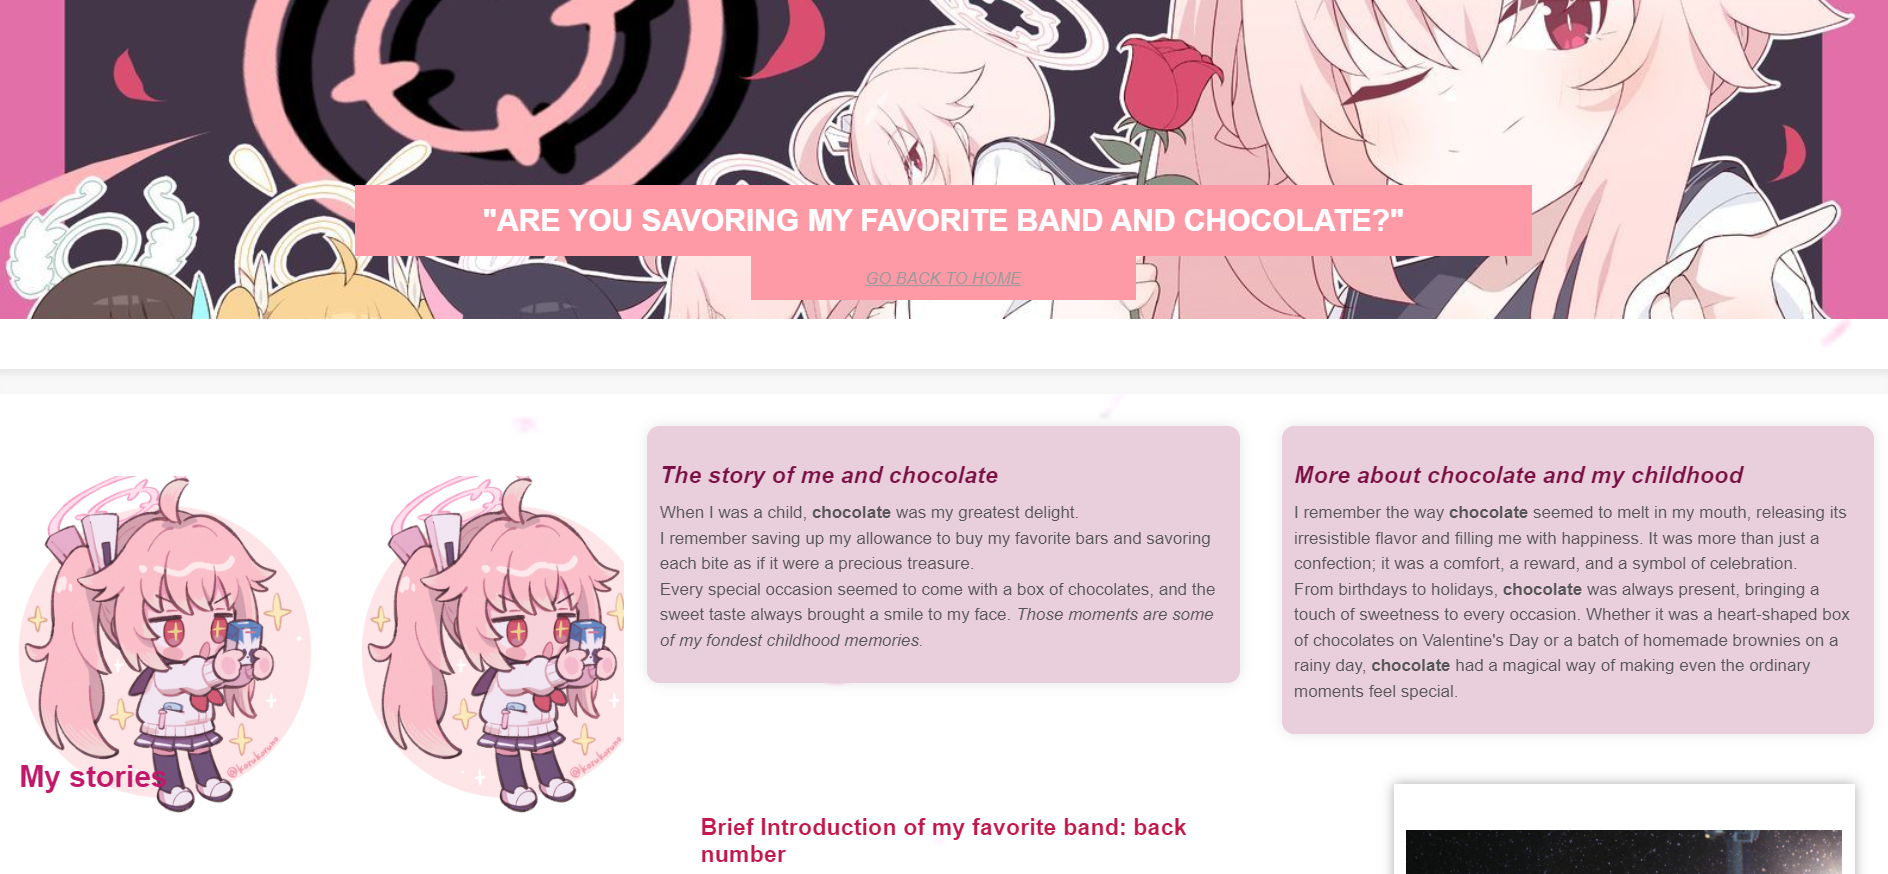 "ARE YOU SAVORING MY FAVORITE BAND AND CHOCOLATE?"
GO BACK TO HOME
My stories
@korukoruno
@korukoruno
The story of me and chocolate
When I was a child, chocolate was my greatest delight.
I remember saving up my allowance to buy my favorite bars and savoring
each bite as if it were a precious treasure.
Every special occasion seemed to come with a box of chocolates, and the
sweet taste always brought a smile to my face. Those moments are some
of my fondest childhood memories.
More about chocolate and my childhood
I remember the way chocolate seemed to melt in my mouth, releasing its
irresistible flavor and filling me with happiness. It was more than just a
confection; it was a comfort, a reward, and a symbol of celebration.
From birthdays to holidays, chocolate was always present, bringing a
touch of sweetness to every occasion. Whether it was a heart-shaped box
of chocolates on Valentine's Day or a batch of homemade brownies on a
rainy day, chocolate had a magical way of making even the ordinary
moments feel special.
Brief Introduction of my favorite band: back
number